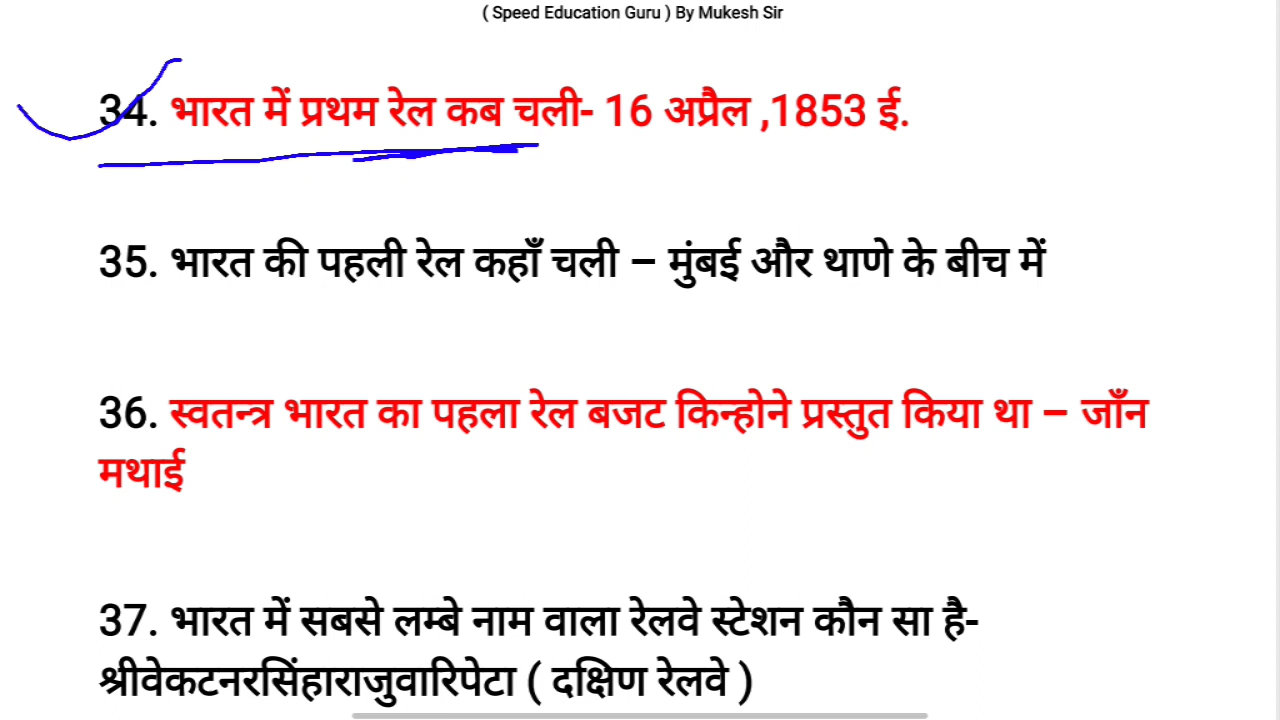 ( Speed Education Guru ) By Mukesh Sir
34. भारत में प्रथम रेल कब चली- 16 अप्रैल ,1853 ई.
35. भारत की पहली रेल कहाँ चली – मुंबई और थाणे के बीच में
36. स्वतन्त्र भारत का पहला रेल बजट किन्होने प्रस्तुत किया था – जाँन
मथाई
37. भारत में सबसे लम्बे नाम वाला रेलवे स्टेशन कौन सा है-
श्रीवेकटनरसिंहाराजुवारिपेटा ( दक्षिण रेलवे )